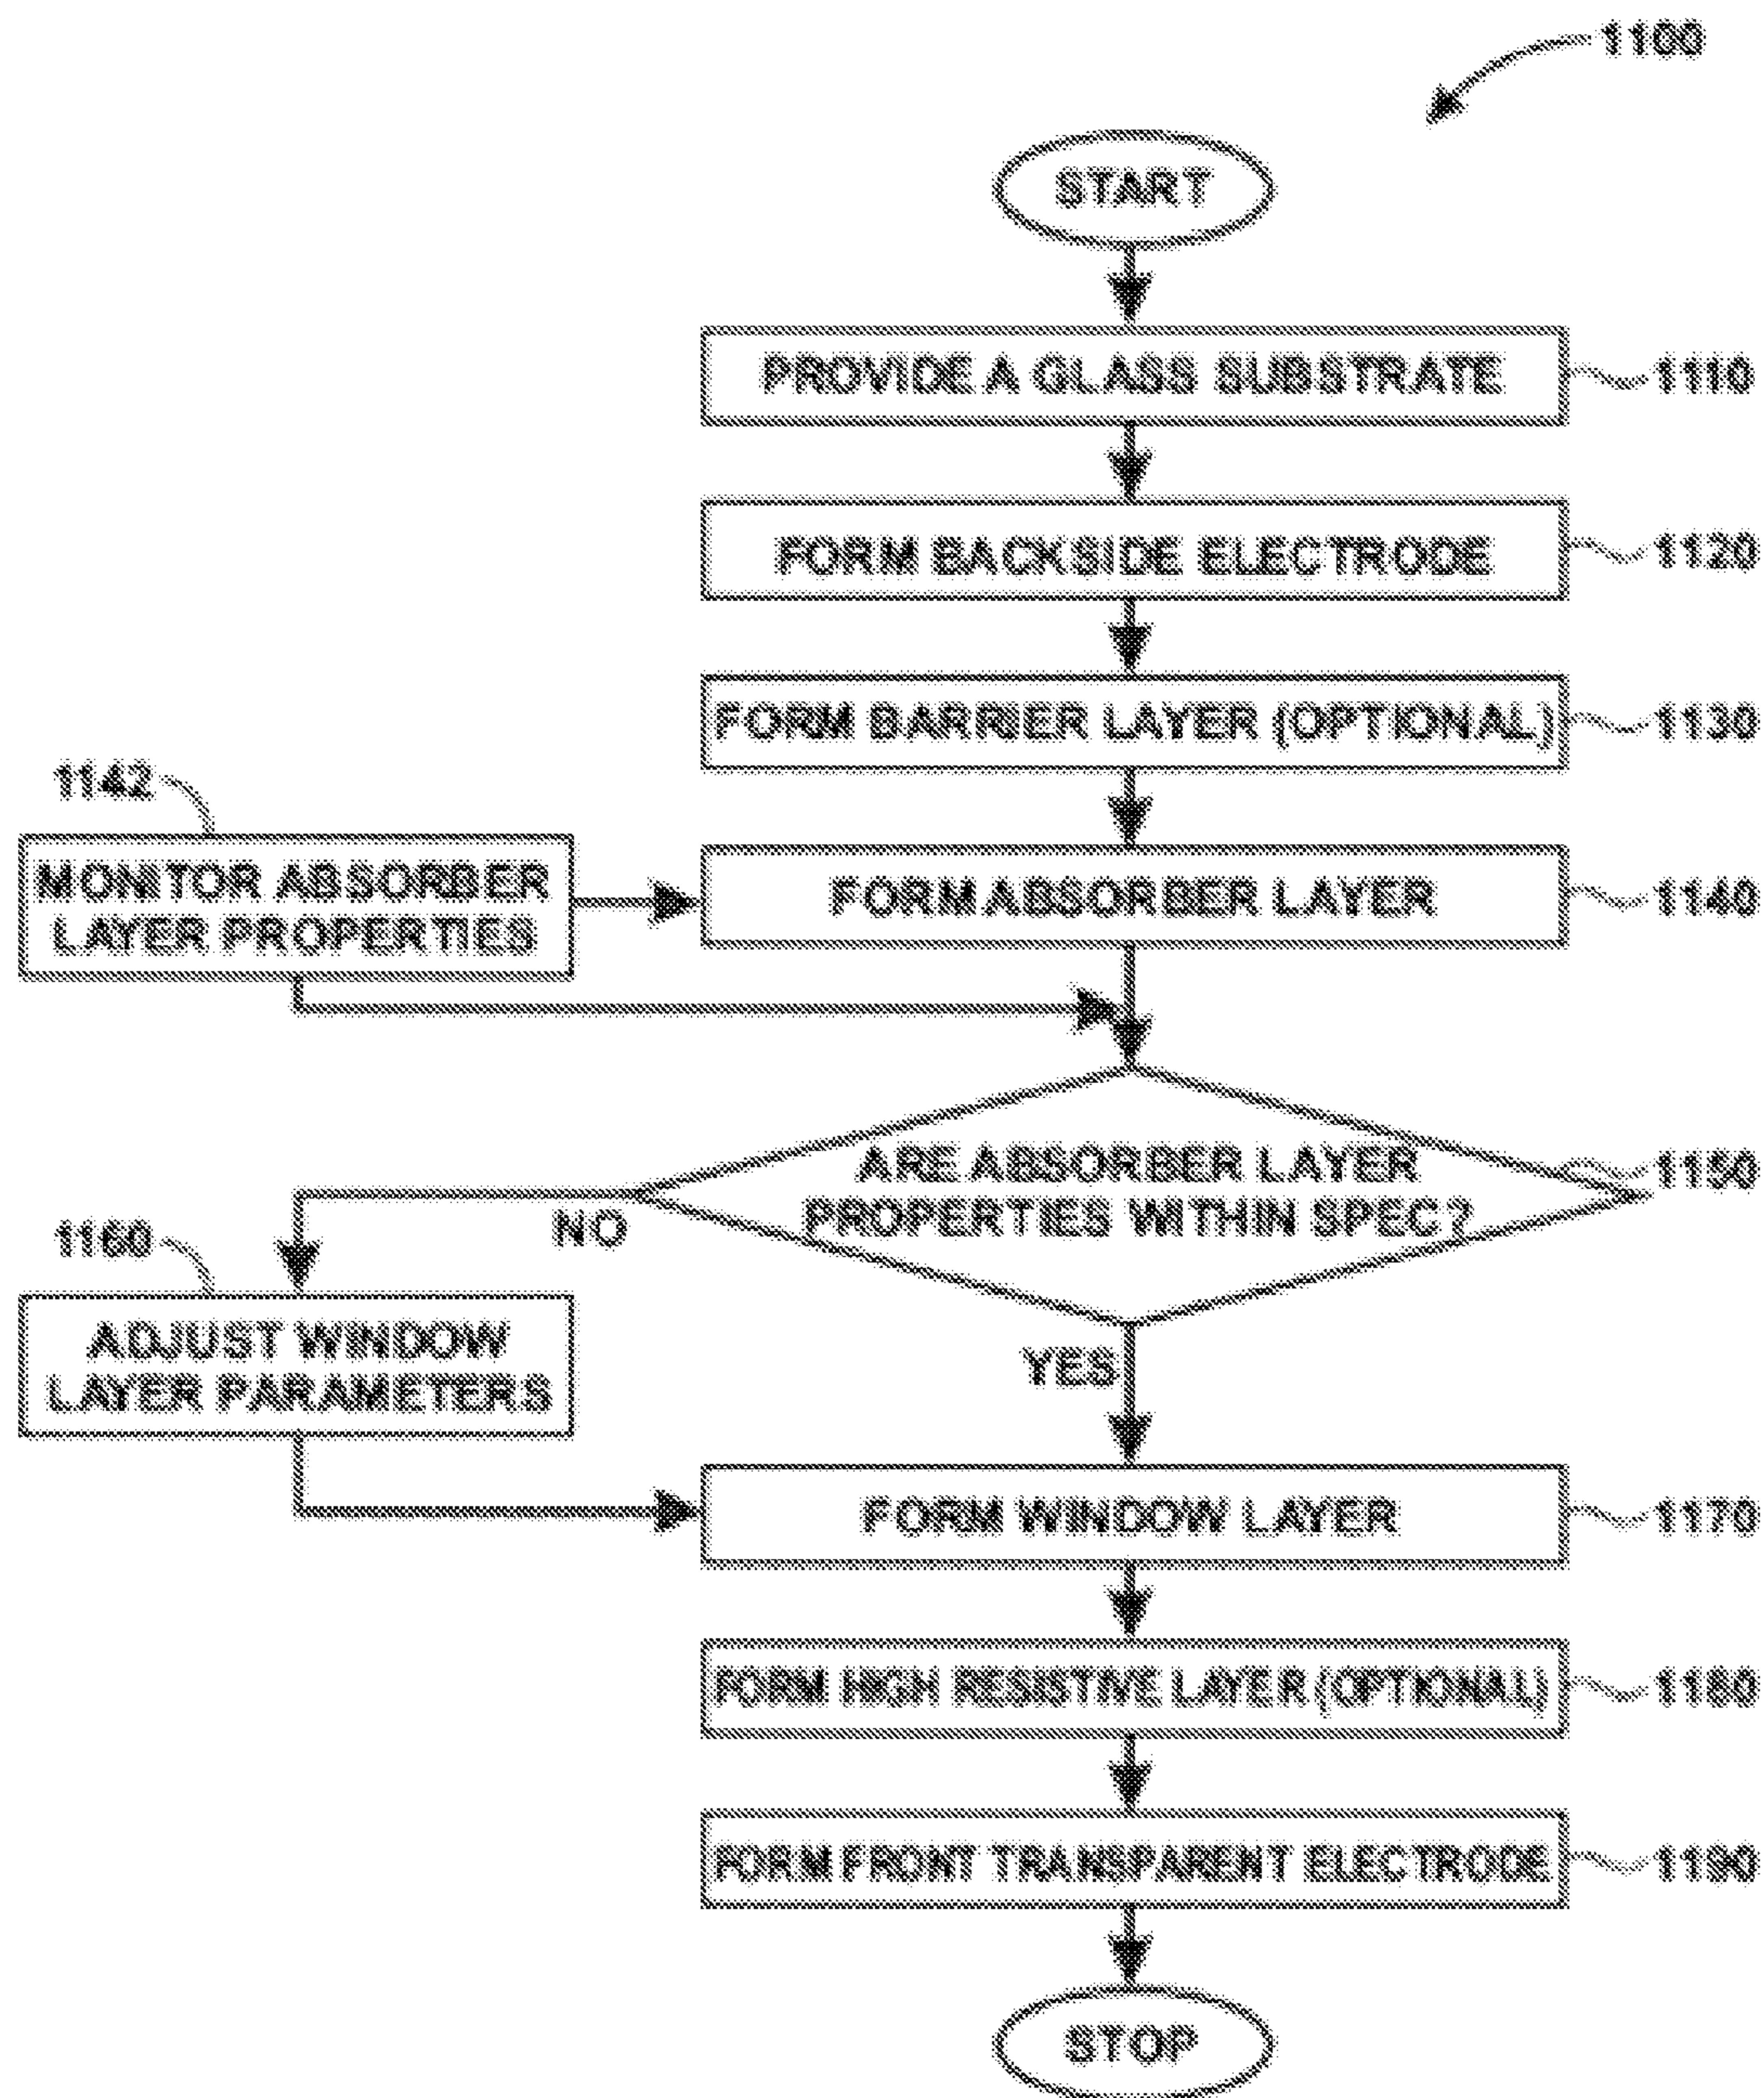 1100
START
PROVIDE A GLASS SUBSTRATE
1110
FORM BACKSIDE ELECTRODE
1120
FORM BARRIER LAYER (OPTIONAL)
1130
1142
MONITOR ABSORBER
LAYER PROPERTIES
FORM ABSORBER LAYER
1140
ARE ABSORBER LAYER
PROPERTIES WITHIN SPEC?
1150
NO
1160
ADJUST WINDOW
LAYER PARAMETERS
YES
FORM WINDOW LAYER
1170
FORM HIGH RESISTIVE LAYER (OPTIONAL)
1180
FORM FRONT TRANSPARENT ELECTRODE
1190
STOP